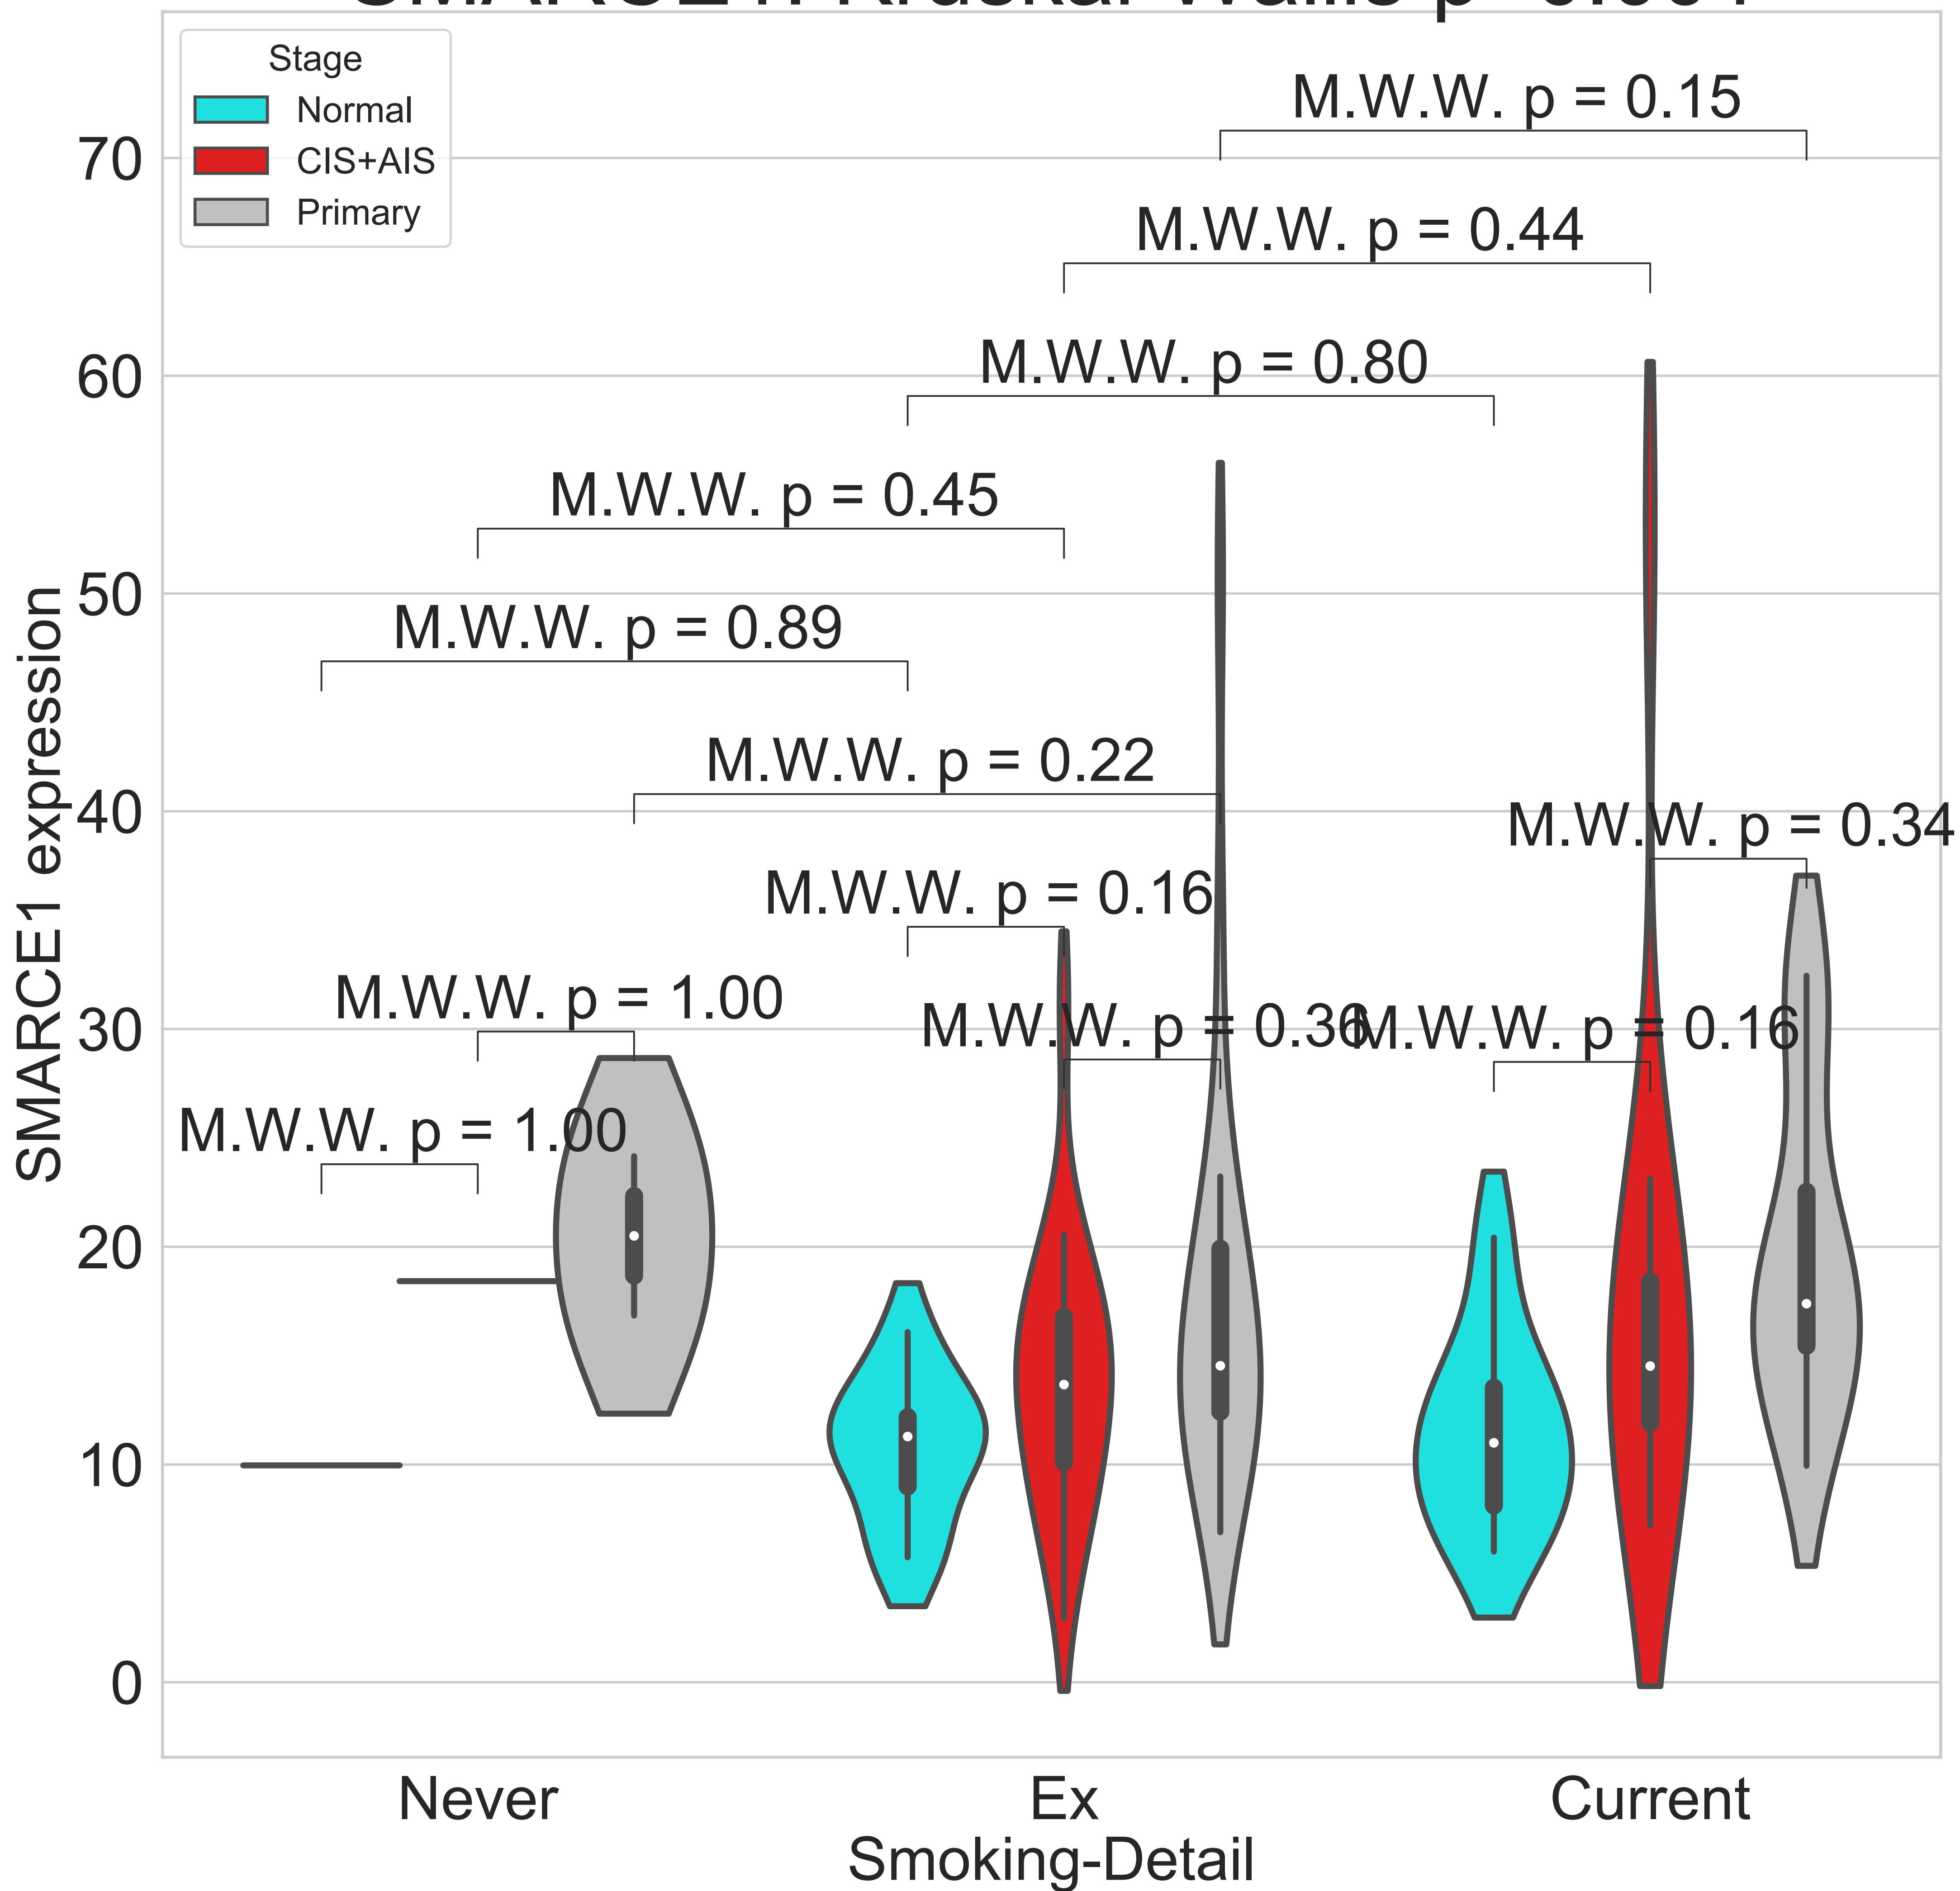 Stage
Normal
CIS+AIS
Primary
M.W.W. p = 0.15
M.W.W. p = 0.44
M.W.W. p = 0.80
M.W.W. p = 0.45
M.W.W. p = 0.89
M.W.W. p = 0.22
M.W.W. p = 0.34
M.W.W. p = 0.16
M.W.W. p = 1.00
M.W.W. p = 0.36
M.W.W. p = 0.16
M.W.W. p = 1.00
70
60
50
40
30
20
10
0
SMARCE1 expression
Never
Ex
Current
Smoking-Detail